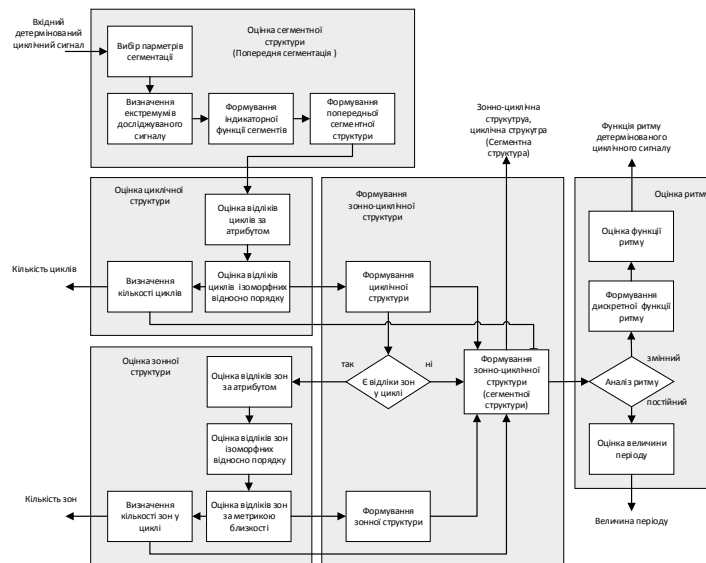 Вхідний
детермінований
циклічний сигнал
Оцінка сегментної
структури
(Попередня сегментація )
Вибір парметрів
сегментації
Визначення
екстремумів
досліджуваного
сигналу
Формування
індикаторної
функції сегментів
Формування
попередньої
сегментної
структури
Зонно-циклічна
струкутруа,
циклічна струкутра
(Сегментна
структура)
Функція ритму
детермінованого
циклічного сигналу
Оцінка циклічної
структури
Оцінка відліків
циклів за
атрибутом
Кількість циклів
Визначення
кількості циклів
Оцінка відліків
циклів ізоморфних
відносно порядку
Формування
зонно-циклічної
структури
Формування
циклічної
структури
Оцінка ритму
Оцінка функції
ритму
Формування
дискретної функції
ритму
Оцінка зонної
структури
Оцінка відліків зон
за атрибутом
так
Є відліки зон
у циклі
ні
Формування
зонно-циклічної
структури
(сегментної
структури)
змінний
Аналіз ритму
постійний
Оцінка відліків зон
ізоморфних
відносно порядку
Оцінка величини
періоду
Кількість зон
Визначення
кількості зон у
циклі
Оцінка відліків зон
за метрикою
близкості
Формування
зонної структури
Величина періоду